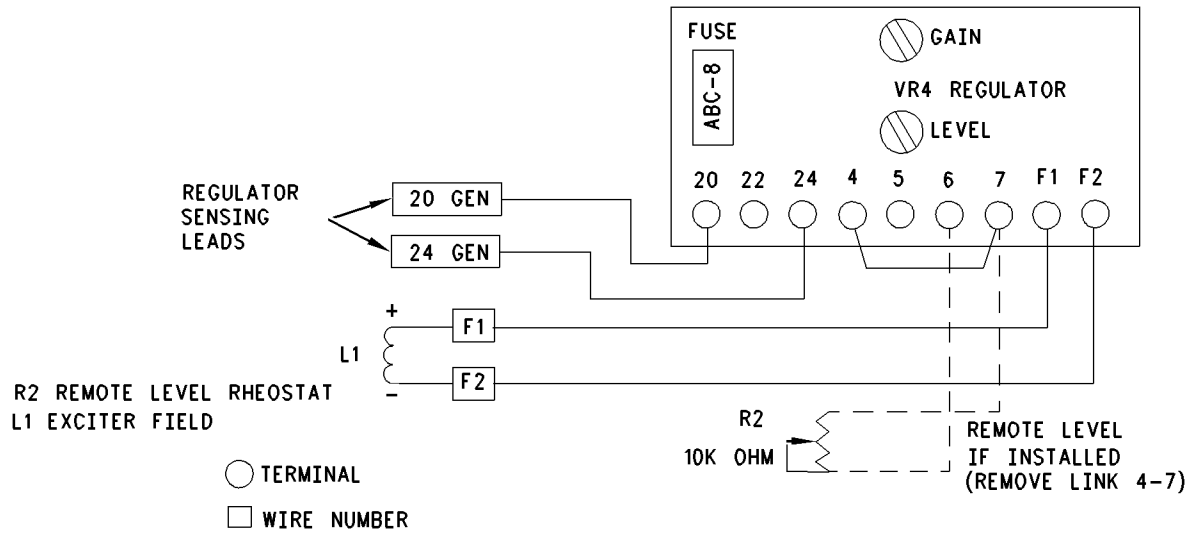 FUSE
GAIN
ABC-8
VR4 REGULATOR
LEVEL
20 22 24 4 5 6 7 F1 F2
REGULATOR
SENSING
LEADS
20 GEN
24 GEN
+
F1
L1
F2
-
R2 REMOTE LEVEL RHEOSTAT
L1 EXCITER FIELD
R2
10K OHM
REMOTE LEVEL
IF INSTALLED
(REMOVE LINK 4-7)
TERMINAL
WIRE NUMBER